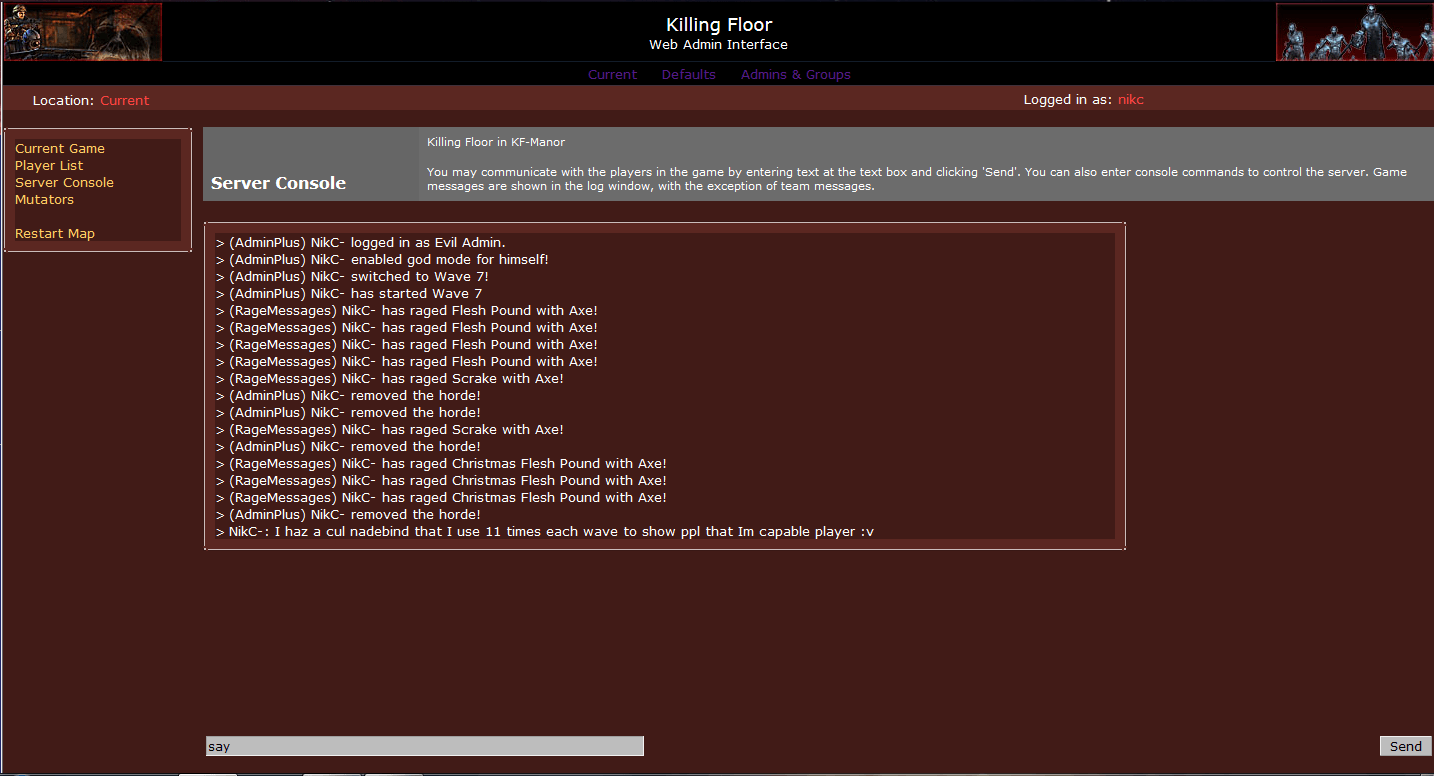 Killing Floor
Web Admin Interface
Current Defaults Admins & Groups
Location: Current
Logged in as: nikc
Current Game
Player List
Server Console
Mutators
Restart Map
Server Console
Killing Floor in KF-Manor
You may communicate with the players in the game by entering text at the text box and clicking 'Send'. You can also enter console commands to control the server. Game
messages are shown in the log window, with the exception of team messages.
> (AdminPlus) NikC- logged in as Evil Admin.
> (AdminPlus) NikC- enabled god mode for himself!
> (AdminPlus) NikC- switched to Wave 7!
> (AdminPlus) NikC- has started Wave 7
> (RageMessages) NikC- has raged Flesh Pound with Axe!
> (RageMessages) NikC- has raged Flesh Pound with Axe!
> (RageMessages) NikC- has raged Flesh Pound with Axe!
> (RageMessages) NikC- has raged Flesh Pound with Axe!
> (RageMessages) NikC- has raged Scrake with Axe!
> (AdminPlus) NikC- removed the horde!
> (AdminPlus) NikC- removed the horde!
> (RageMessages) NikC- has raged Scrake with Axe!
> (AdminPlus) NikC- removed the horde!
> (RageMessages) NikC- has raged Christmas Flesh Pound with Axe!
> (RageMessages) NikC- has raged Christmas Flesh Pound with Axe!
> (RageMessages) NikC- has raged Christmas Flesh Pound with Axe!
> (AdminPlus) NikC- removed the horde!
> NikC-: I haz a cul nadebind that I use 11 times each wave to show ppl that Im capable player :v
say
Send